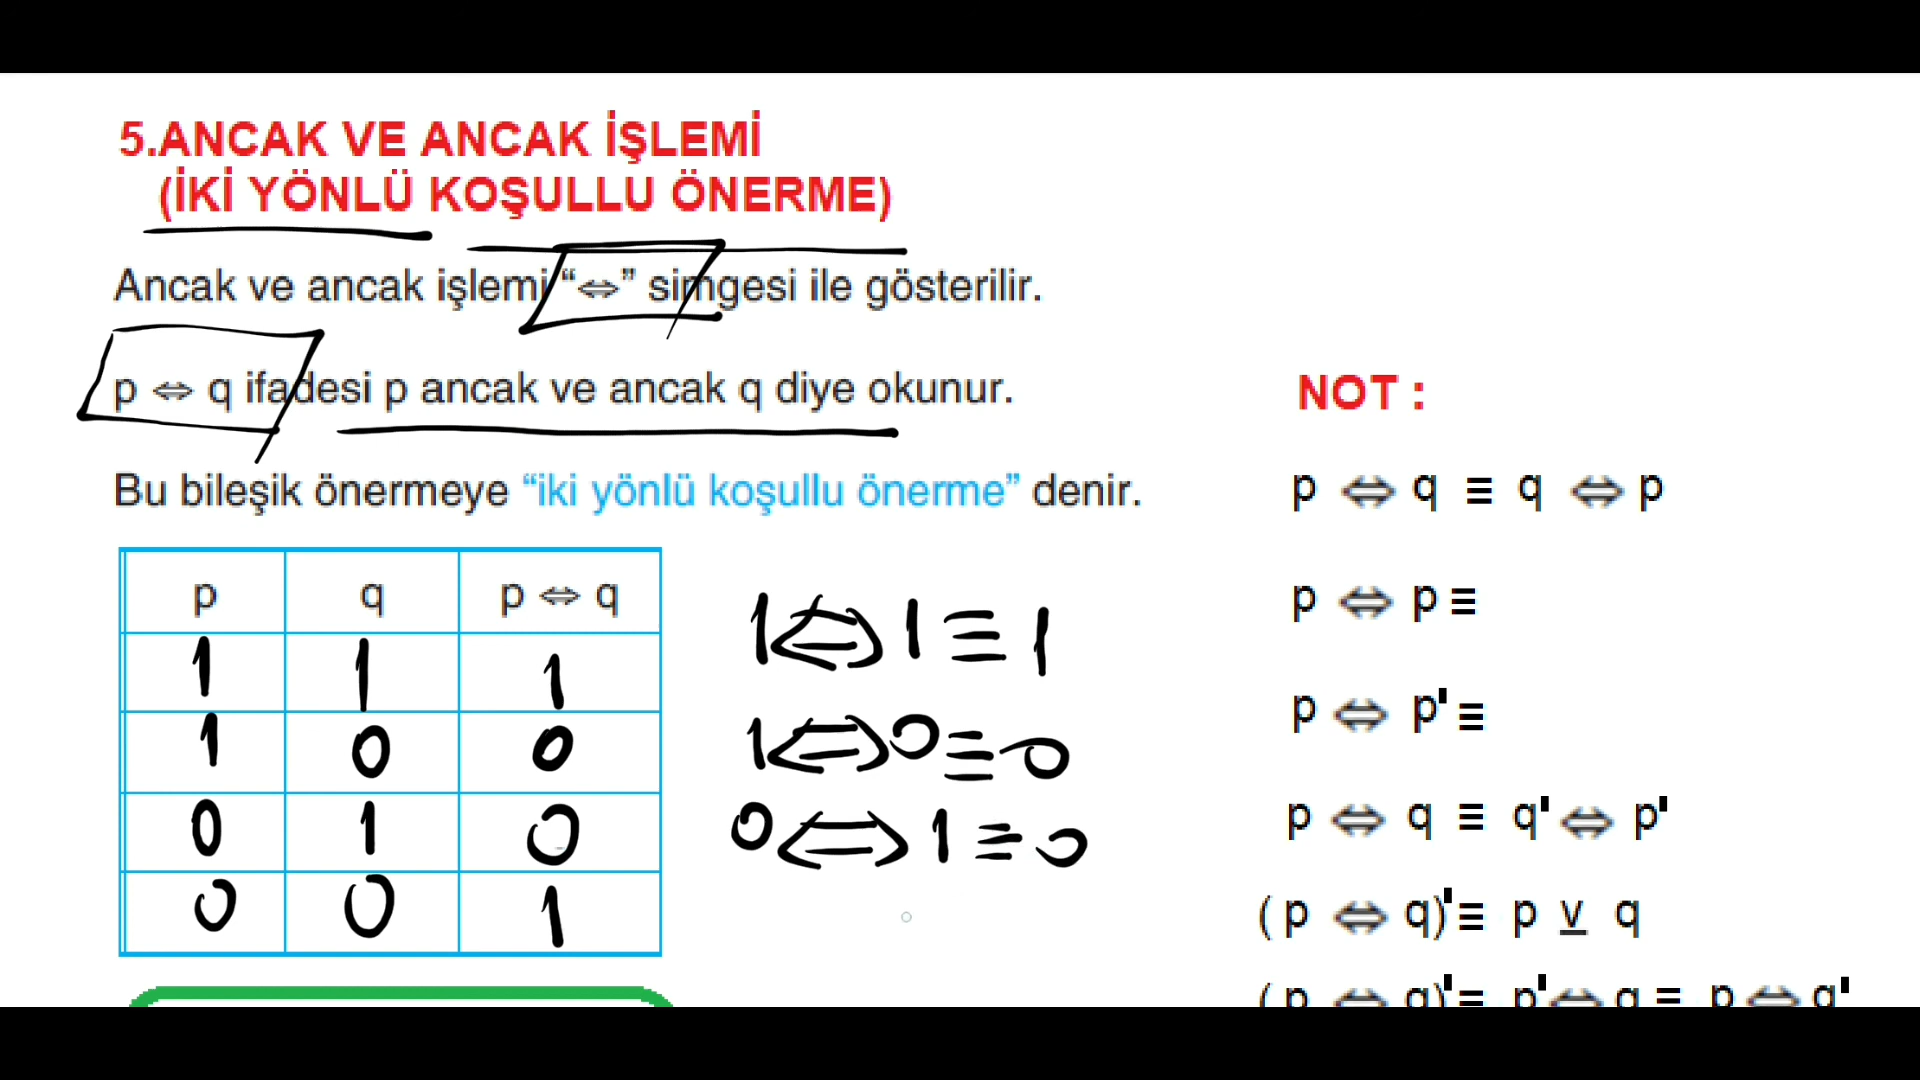 5.ANCAK VE ANCAK İŞLEMİ
(İKİ YÖNLÜ KOŞULLU ÖNERME)
Ancak ve ancak işlemi “⇔” simgesi ile gösterilir.
p ⇔ q ifadesi p ancak ve ancak q diye okunur.
Bu bileşik önermeye “iki yönlü koşullu önerme” denir.
p q p ⇔ q
1 1 1
1 0 0
0 1 0
0 0 1
1 ⇔ 1 ≡ 1
1 ⇔ 0 ≡ 0
0 ⇔ 1 ≡ 0
NOT :
p ⇔ q ≡ q ⇔ p
p ⇔ p ≡
p ⇔ p' ≡
p ⇔ q ≡ q' ⇔ p'
( p ⇔ q)' ≡ p ⊻ q
( p ⇔ q)' ≡ p' ⇔ q ≡ p ⇔ q'